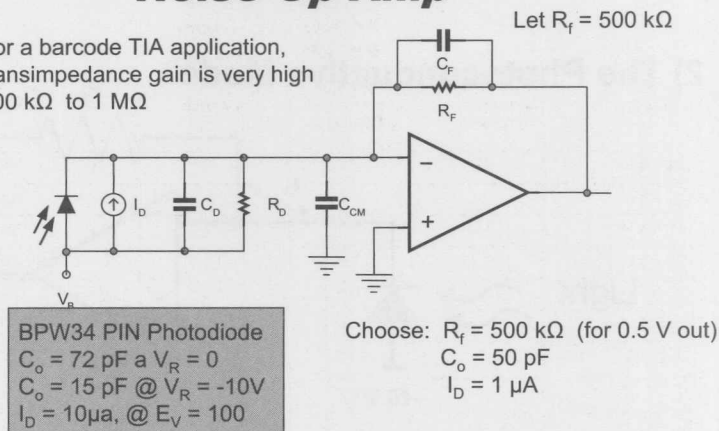 Noise Op Amp
Let R_f = 500 kΩ
or a barcode TIA application,
ansimpedance gain is very high
00 kΩ to 1 MΩ
C_F
R_F
I_D
C_D
R_D
C_CM
−
+
V_R
BPW34 PIN Photodiode
C_o = 72 pF a V_R = 0
C_o = 15 pF @ V_R = -10V
I_D = 10µa, @ E_V = 100
Choose: R_f = 500 kΩ (for 0.5 V out)
C_o = 50 pF
I_D = 1 µA